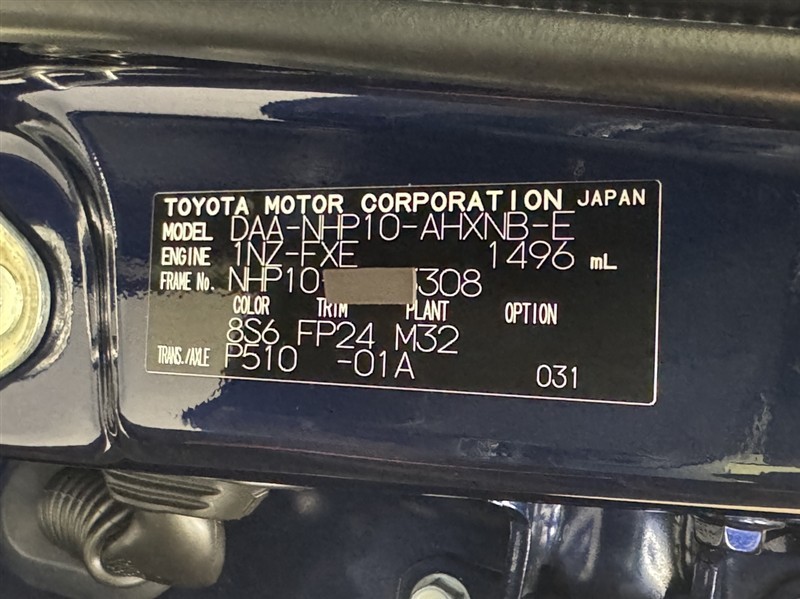 TOYOTA MOTOR CORPORATION JAPAN
MODEL DAA-NHP10-AHXNB-E
ENGINE 1NZ-FXE 1496 mL
FRAME No. NHP10 308
COLOR TRIM PLANT OPTION
8S6 FP24 M32
TRANS./AXLE P510 -01A 031